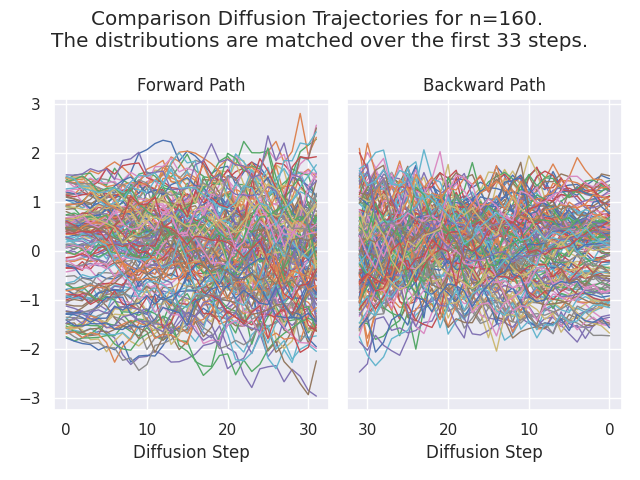 Comparison Diffusion Trajectories for n=160.
The distributions are matched over the first 33 steps.
Forward Path
Backward Path
3
2
1
0
−1
−2
−3
0 10 20 30
30 20 10 0
Diffusion Step
Diffusion Step